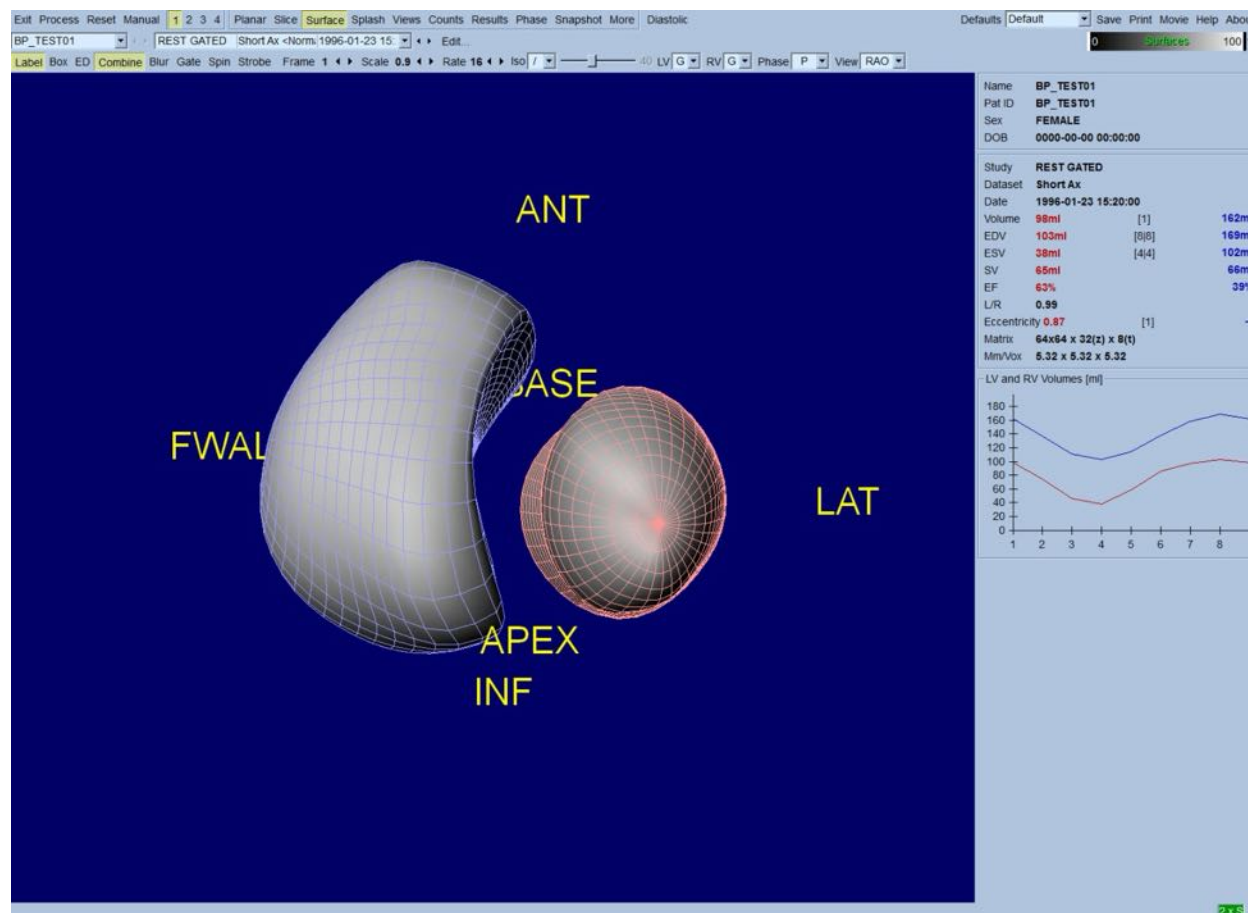 Exit Process Reset Manual 1 2 3 4 Planar Slice Surface Splash Views Counts Results Phase Snapshot More Diastolic Defaults Default Save Print Movie Help
BP_TEST01 REST GATED Short Ax <Norm 1996-01-23 15: Edit... 0 Surfaces 100
Label Box ED Combine Blur Gate Spin Strobe Frame 1 Scale 0.9 Rate 16 Iso / 40 LV G RV G Phase P View RAO
Name BP_TEST01
Pat ID BP_TEST01
Sex FEMALE
DOB 0000-00-00 00:00:00
Study REST GATED
Dataset Short Ax
Date 1996-01-23 15:20:00
Volume 98ml [1] 162m
EDV 103ml [8|8] 169m
ESV 38ml [4|4] 102m
SV 65ml 66m
EF 63% 39%
L/R 0.99
Eccentricity 0.87 [1] -
Matrix 64x64 x 32(z) x 8(t)
Mm/Vox 5.32 x 5.32 x 5.32
LV and RV Volumes [ml]
180
160
140
120
100
80
60
40
20
0
1 2 3 4 5 6 7 8
ANT
BASE
FWAL
LAT
APEX
INF